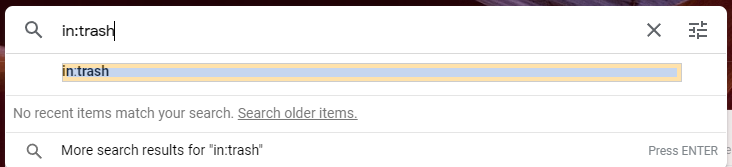 in:trash
in:trash
No recent items match your search. Search older items.
More search results for "in:trash" Press ENTER